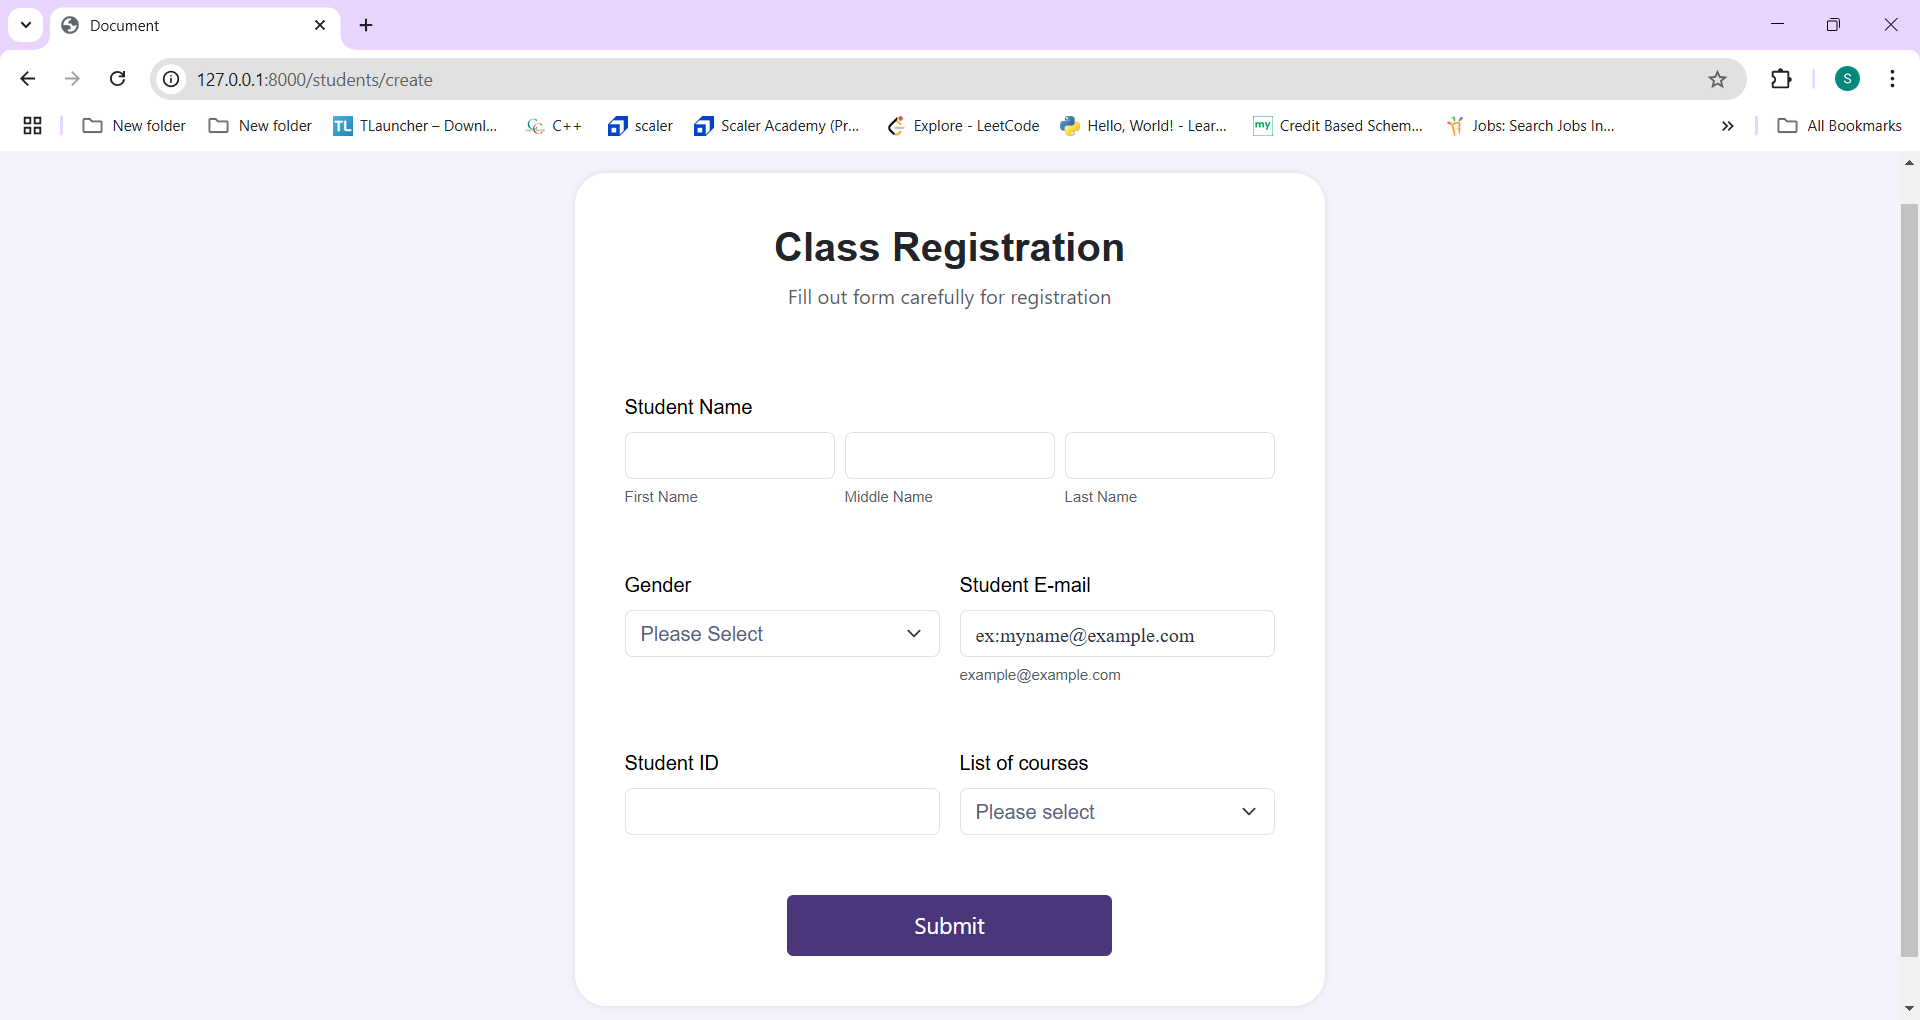 Document
127.0.0.1:8000/students/create
S
New folder New folder TL TLauncher – Downl... C++ scaler Scaler Academy (Pr... Explore - LeetCode Hello, World! - Lear... my Credit Based Schem... Jobs: Search Jobs In... » All Bookmarks
Class Registration
Fill out form carefully for registration
Student Name
First Name Middle Name Last Name
Gender Student E-mail
Please Select ex:myname@example.com
example@example.com
Student ID List of courses
Please select
Submit